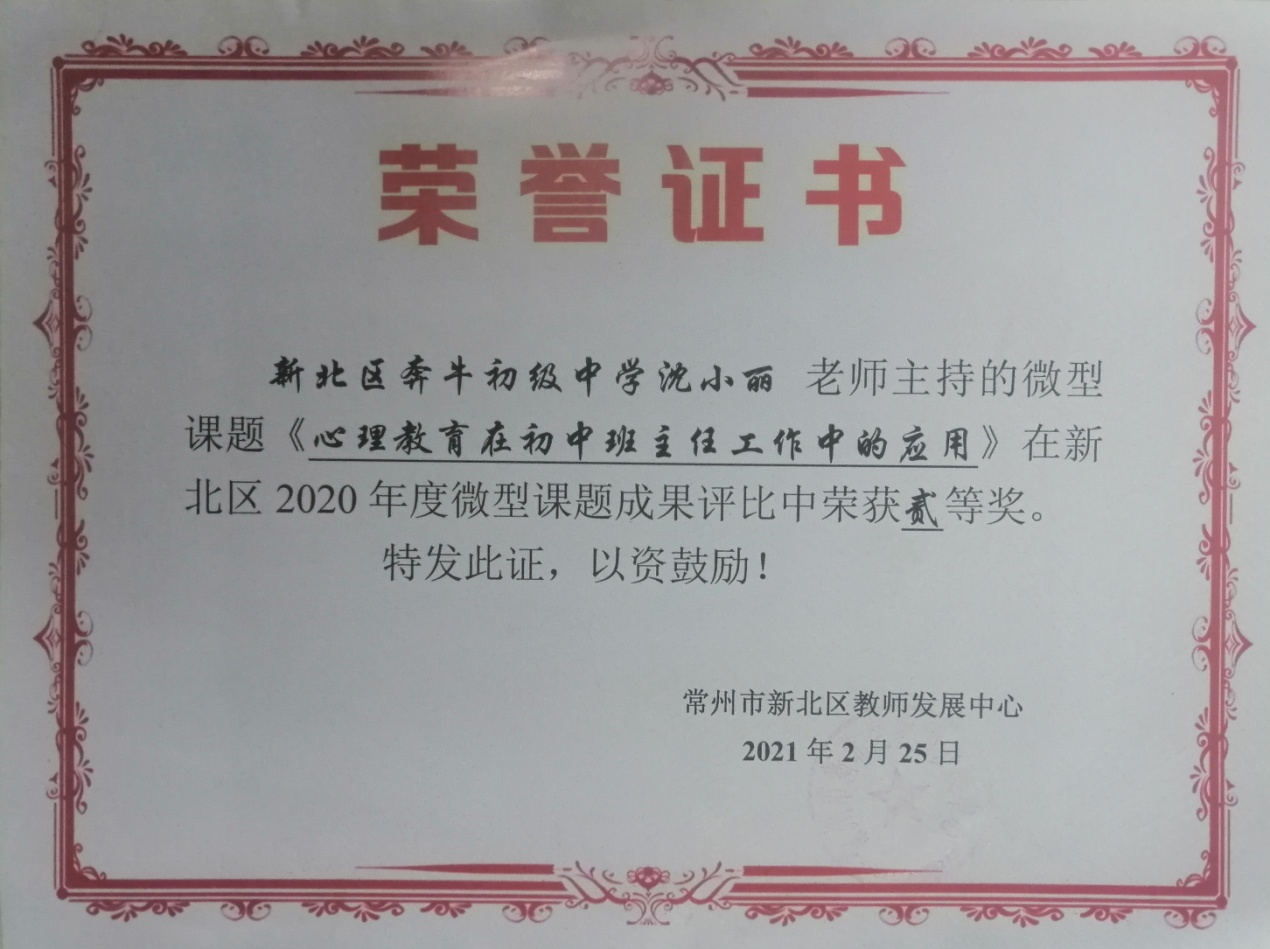 荣誉证书
新北区奔牛初级中学沈小丽 老师主持的微型
课题《心理教育在初中班主任工作中的应用》在新
北区 2020 年度微型课题成果评比中荣获贰等奖。
特发此证，以资鼓励！
常州市新北区教师发展中心
2021 年 2 月 25 日